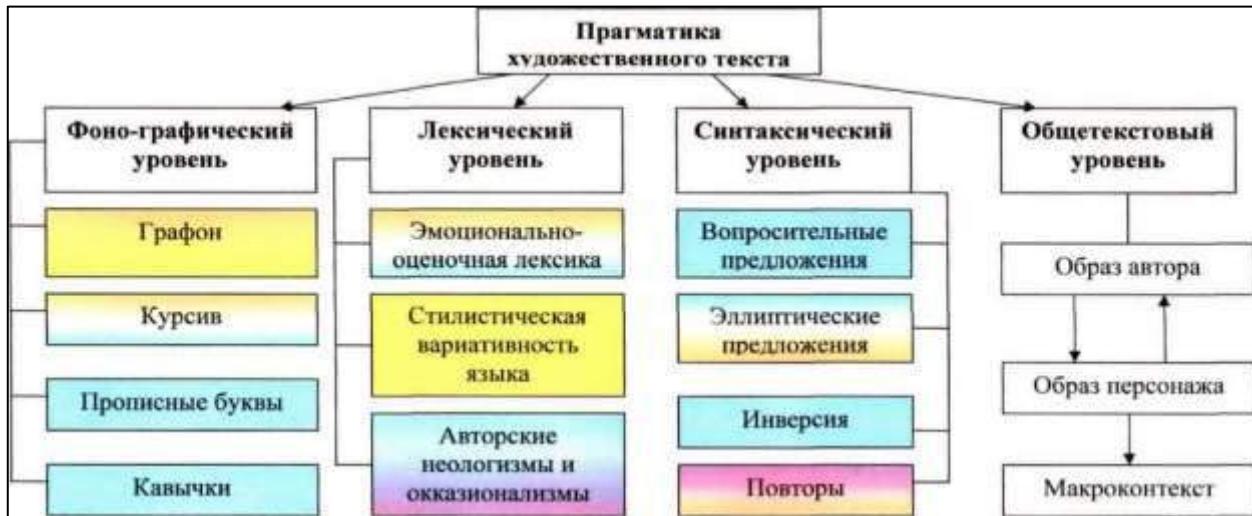 Прагматика
художественного текста
Фоно-графический
уровень
Графон
Курсив
Прописные буквы
Кавычки
Лексический
уровень
Эмоционально-
оценочная лексика
Стилистическая
вариативность
языка
Авторские
неологизмы и
окказионализмы
Синтаксический
уровень
Вопросительные
предложения
Эллиптические
предложения
Инверсия
Повторы
Общетекстовый
уровень
Образ автора
Образ персонажа
Макроконтекст